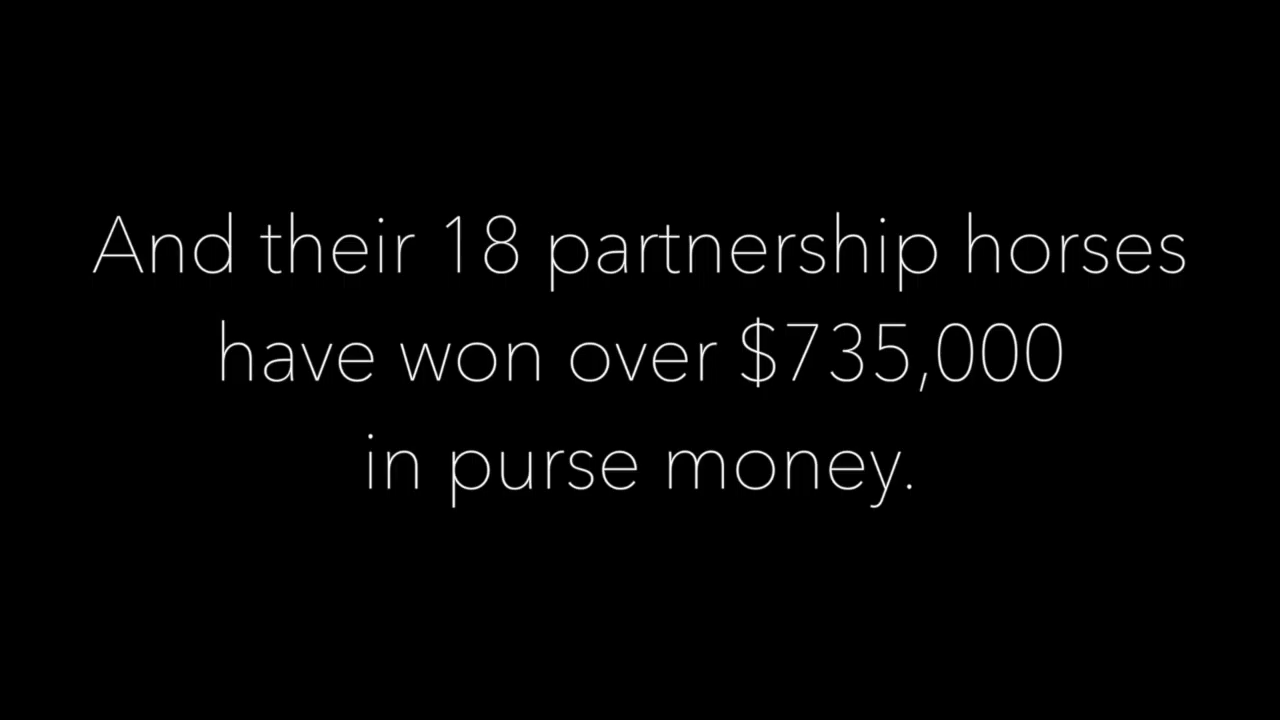 And their 18 partnership horses
have won over $735,000
in purse money.